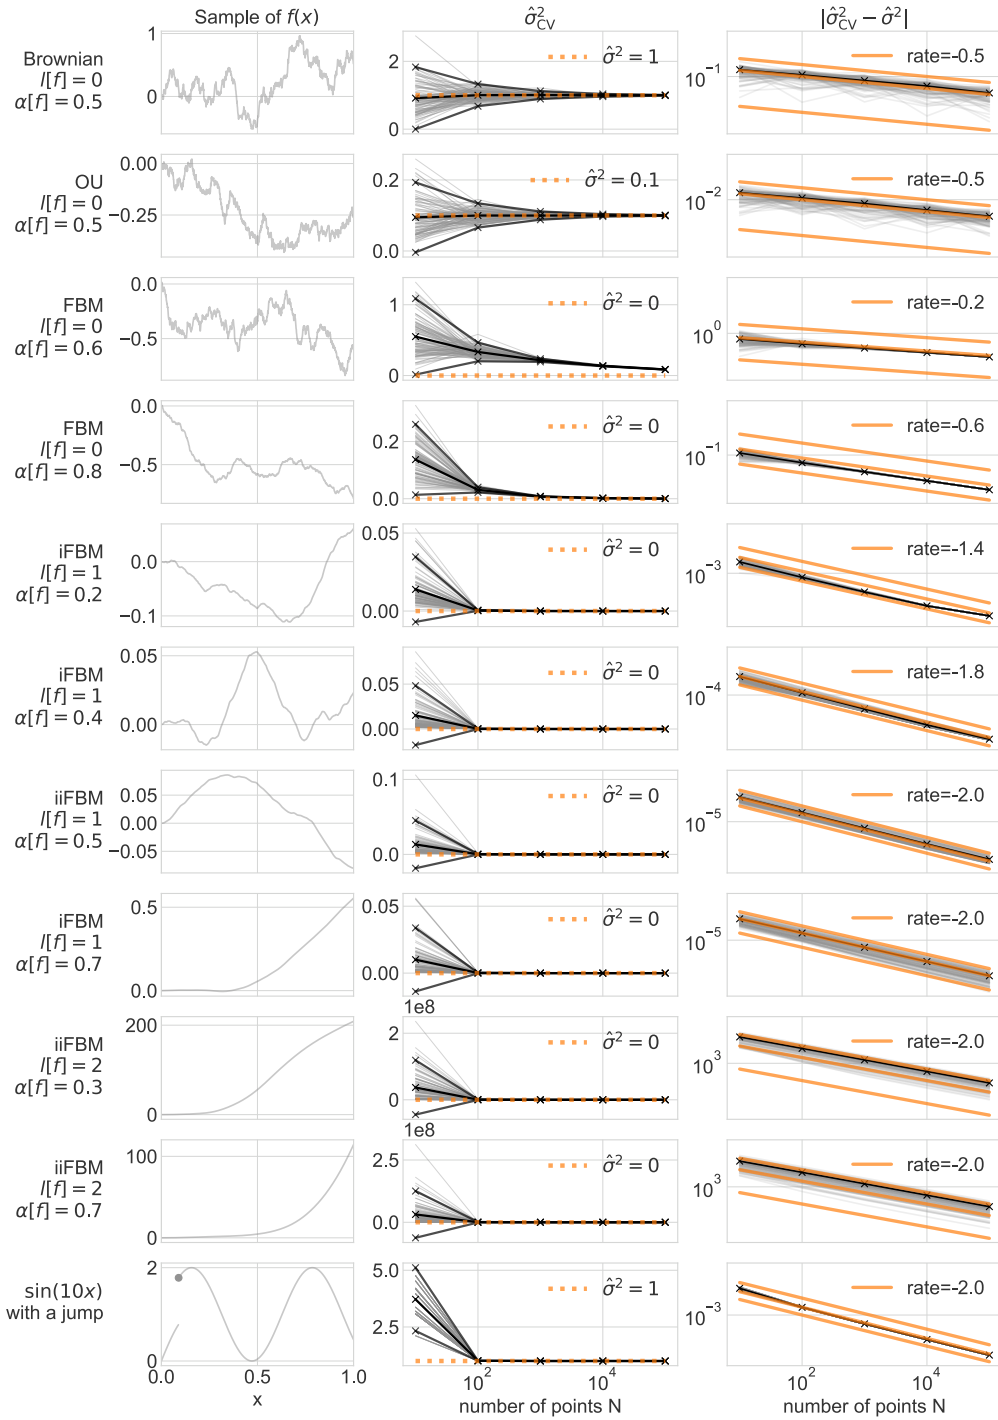 Sample of f(x)
σ̂²_CV
|σ̂²_CV − σ̂²|
Brownian
l[f] = 0
α[f] = 0.5
1
0
2
1
0
σ̂² = 1
10⁻¹
rate=-0.5
OU
l[f] = 0
α[f] = 0.5
0.00
−0.25
0.2
0.1
0.0
σ̂² = 0.1
10⁻²
rate=-0.5
FBM
l[f] = 0
α[f] = 0.6
0.0
−0.5
1
0
σ̂² = 0
10⁰
rate=-0.2
FBM
l[f] = 0
α[f] = 0.8
0.0
−0.5
0.2
0.0
σ̂² = 0
10⁻¹
rate=-0.6
iFBM
l[f] = 1
α[f] = 0.2
0.0
−0.1
0.05
0.00
σ̂² = 0
10⁻³
rate=-1.4
iFBM
l[f] = 1
α[f] = 0.4
0.05
0.00
0.05
0.00
σ̂² = 0
10⁻⁴
rate=-1.8
iiFBM
l[f] = 1
α[f] = 0.5
0.05
0.00
−0.05
0.1
0.0
σ̂² = 0
10⁻⁵
rate=-2.0
iFBM
l[f] = 1
α[f] = 0.7
0.5
0.0
0.05
0.00
σ̂² = 0
10⁻⁵
rate=-2.0
iiFBM
l[f] = 2
α[f] = 0.3
200
0
1e8
2
0
σ̂² = 0
10³
rate=-2.0
iiFBM
l[f] = 2
α[f] = 0.7
100
0
1e8
2.5
0.0
σ̂² = 0
10³
rate=-2.0
sin(10x)
with a jump
2
0
5.0
2.5
σ̂² = 1
10⁻³
rate=-2.0
0.0 0.5 1.0
x
10² 10⁴
number of points N
10² 10⁴
number of points N